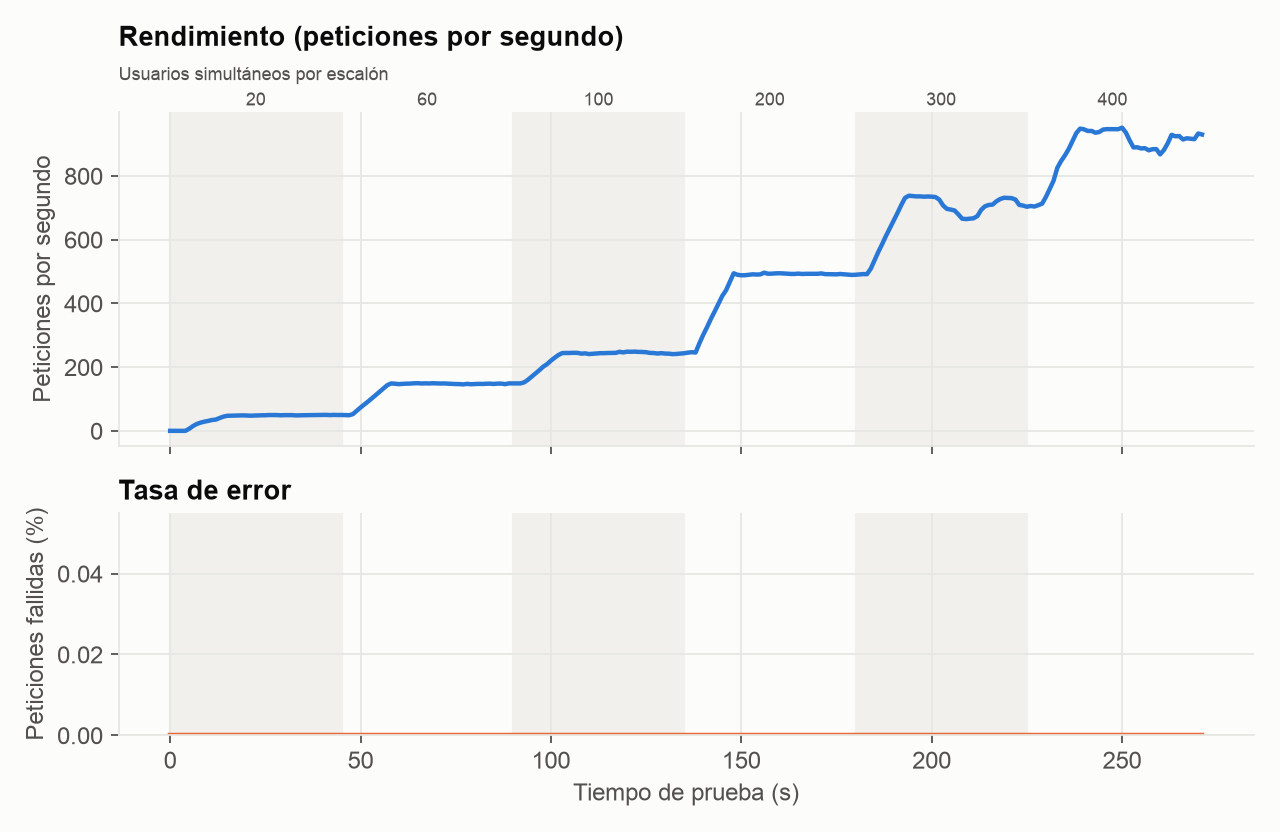 Rendimiento (peticiones por segundo)
Usuarios simultáneos por escalón
20 60 100 200 300 400
Peticiones por segundo
800
600
400
200
0
Tasa de error
Peticiones fallidas (%)
0.04
0.02
0.00
0 50 100 150 200 250
Tiempo de prueba (s)